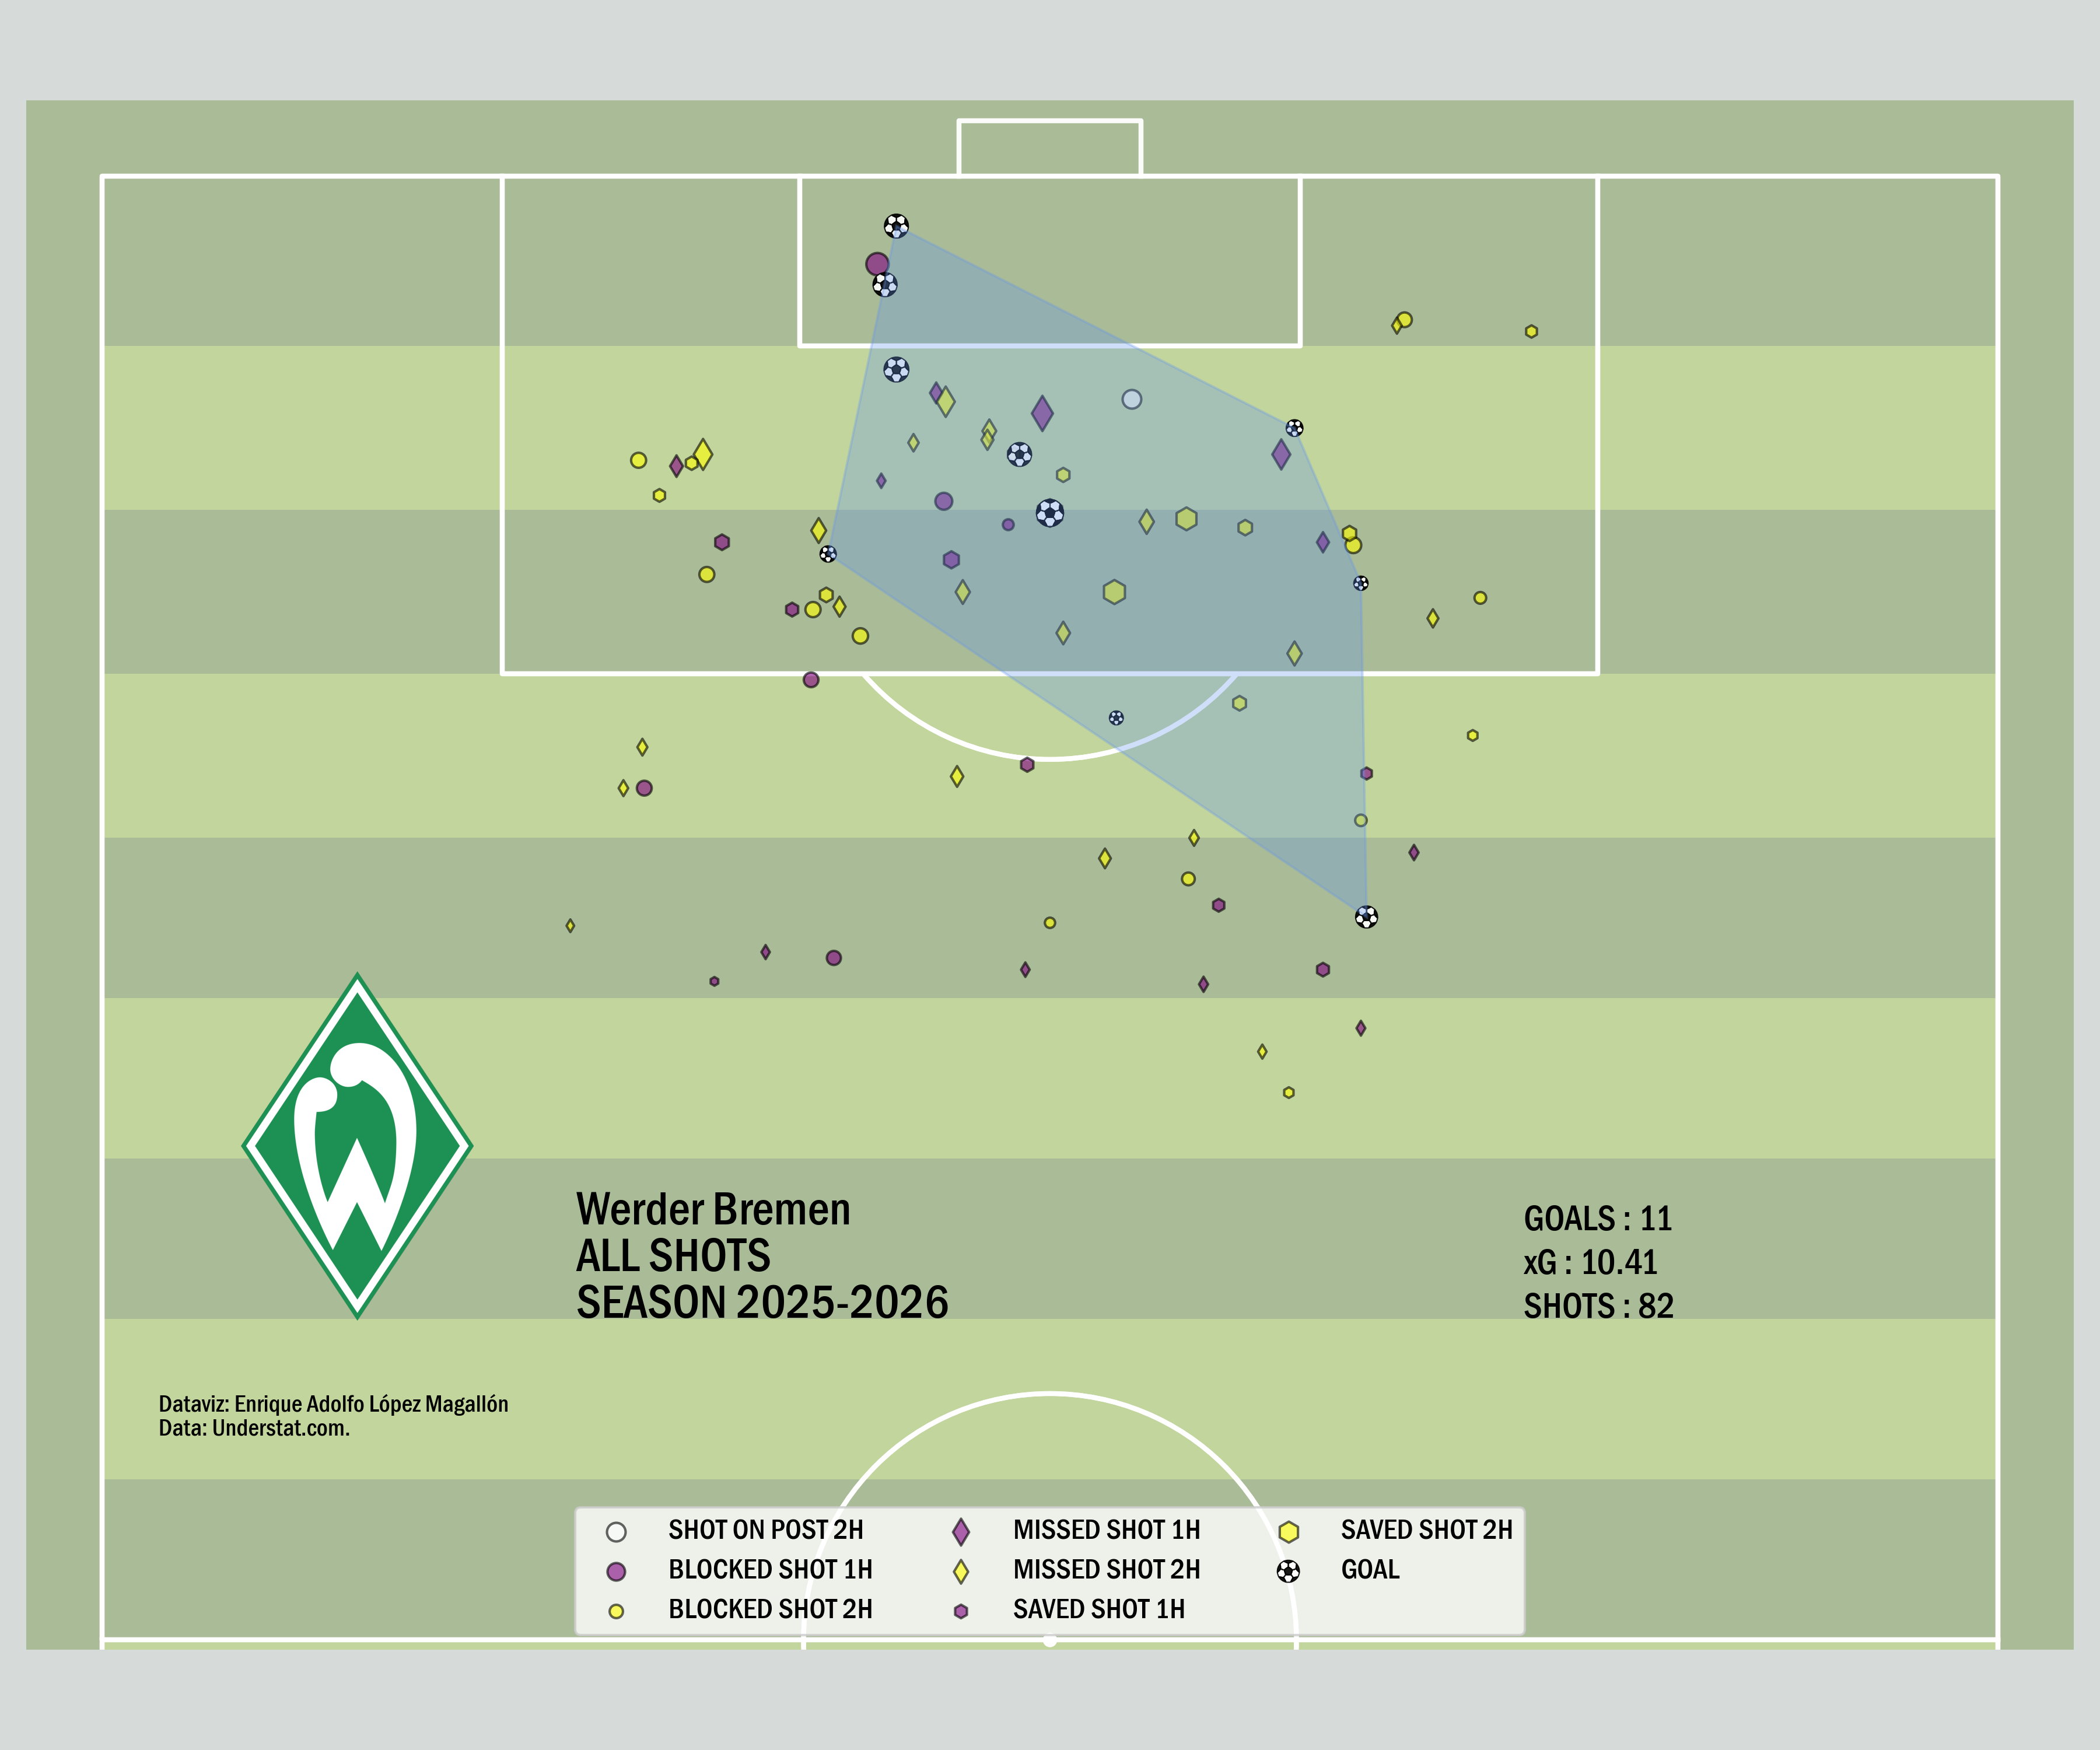 Werder Bremen
ALL SHOTS
SEASON 2025-2026
GOALS : 11
xG : 10.41
SHOTS : 82
Dataviz: Enrique Adolfo López Magallón
Data: Understat.com.
SHOT ON POST 2H
BLOCKED SHOT 1H
BLOCKED SHOT 2H
MISSED SHOT 1H
MISSED SHOT 2H
SAVED SHOT 1H
SAVED SHOT 2H
GOAL